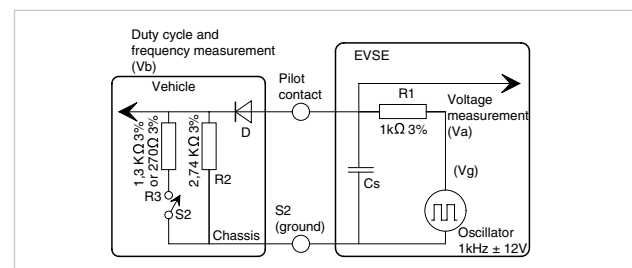 Duty cycle and
frequency measurement
(Vb)
Vehicle
Pilot
contact
EVSE
R1
1kΩ 3%
Voltage
measurement
(Va)
D
1,3 KΩ 3%
or 270Ω 3%
2,74 KΩ 3%
R2
R3
S2
Chassis
S2
(ground)
Cs
(Vg)
Oscillator
1kHz ± 12V